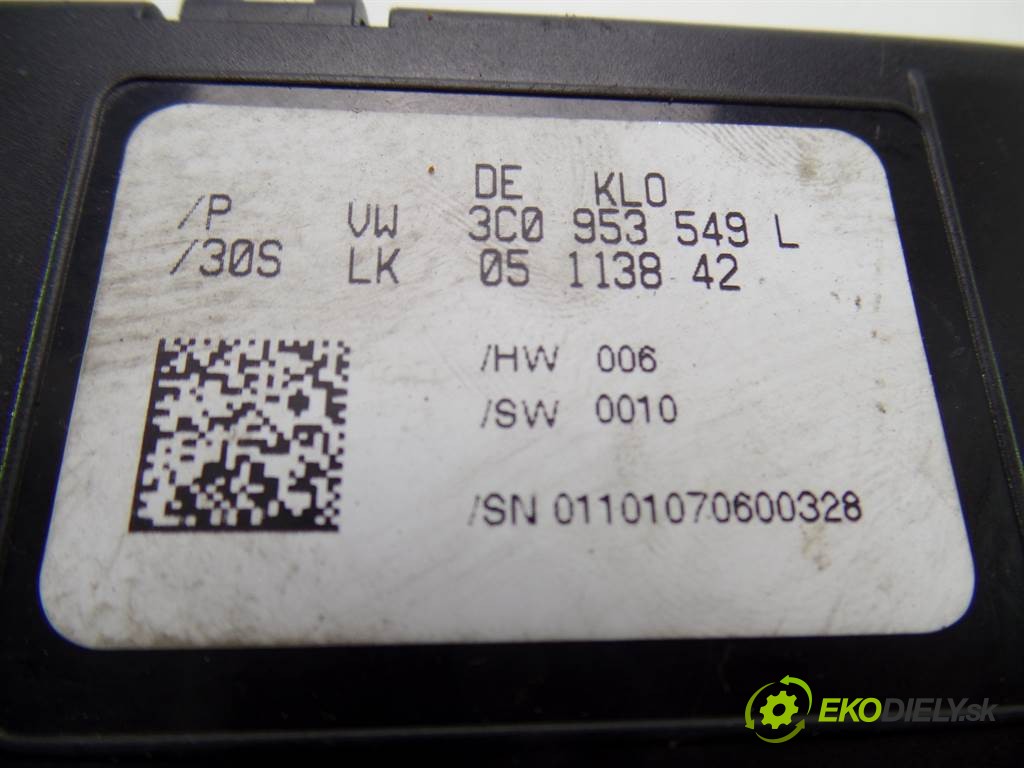 DE KLO
/P VW 3C0 953 549 L
/30S LK 05 1138 42
/HW 006
/SW 0010
/SN 01101070600328
EKODIELY.sk